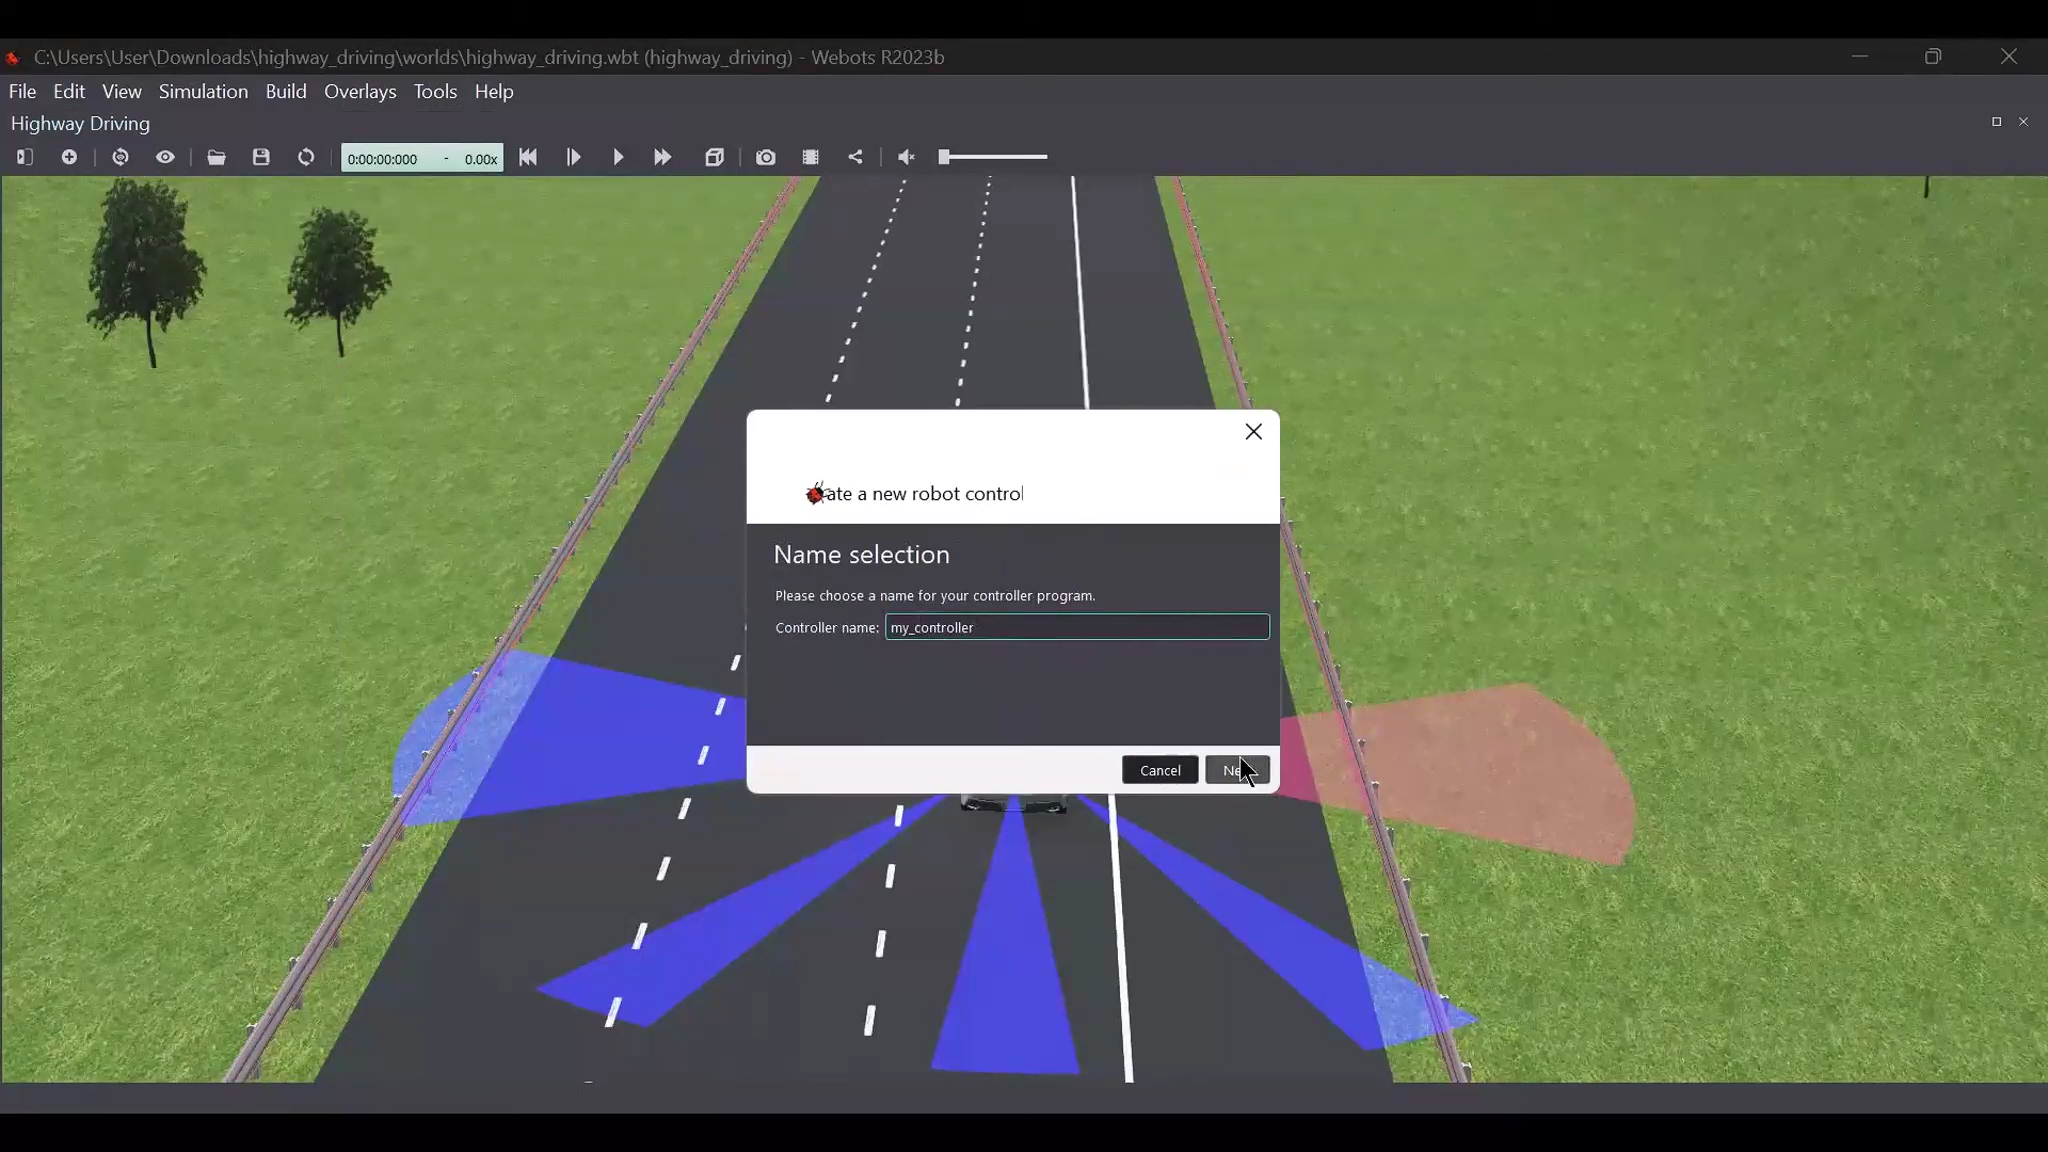 C:\Users\User\Downloads\highway_driving\worlds\highway_driving.wbt (highway_driving) - Webots R2023b
File Edit View Simulation Build Overlays Tools Help
Highway Driving
0:00:00:000 - 0.00x
ate a new robot control
Name selection
Please choose a name for your controller program.
Controller name: my_controller
Cancel